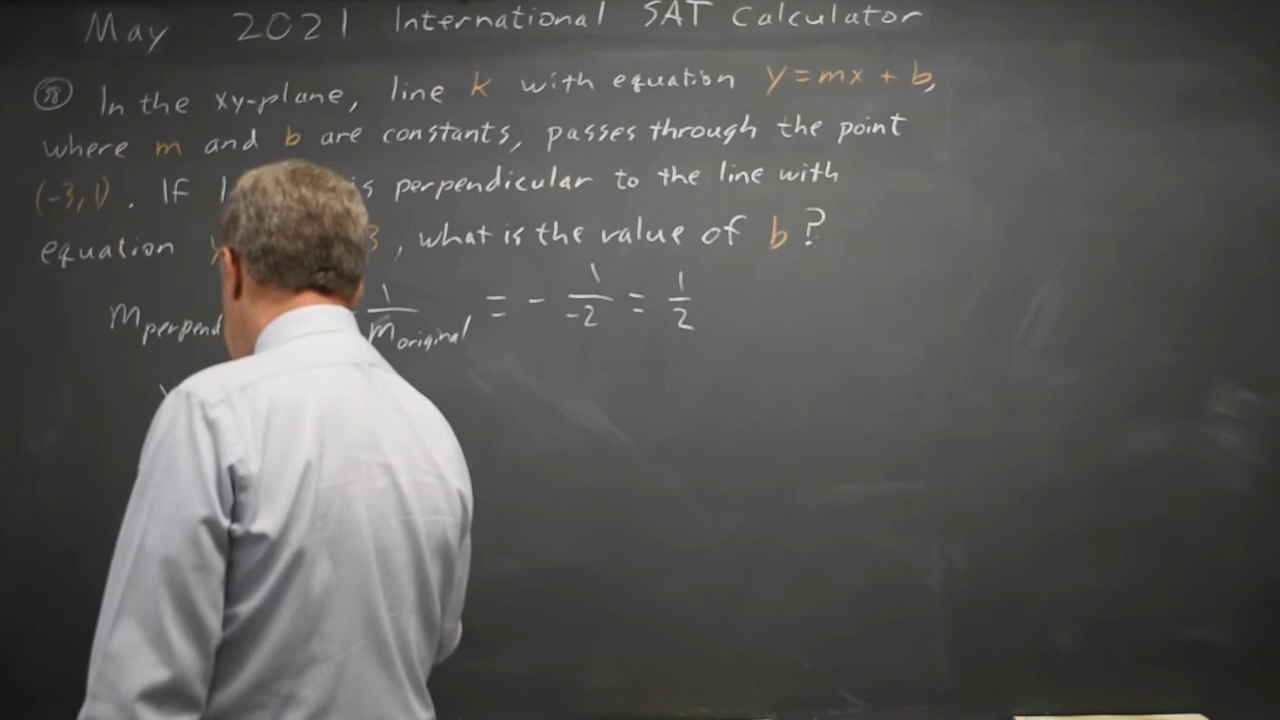 May 2021 International SAT Calculator
In the xy-plane, line k with equation y=mx + b,
where m and b are constants, passes through the point
(-3,1). If is perpendicular to the line with
equation 3, what is the value of b?
m perpend 1/m original = - 1/-2 = 1/2